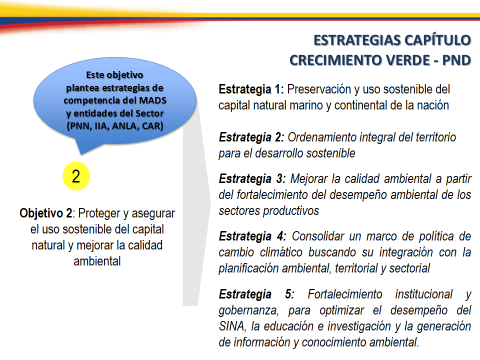 ESTRATEGIAS CAPÍTULO
CRECIMIENTO VERDE - PND
Este objetivo
plantea estrategias de
competencia del MADS
y entidades del Sector
(PNN, IIA, ANLA, CAR)
2
Objetivo 2: Proteger y asegurar
el uso sostenible del capital
natural y mejorar la calidad
ambiental
Estrategia 1: Preservación y uso sostenible del
capital natural marino y continental de la nación
Estrategia 2: Ordenamiento integral del territorio
para el desarrollo sostenible
Estrategia 3: Mejorar la calidad ambiental a partir
del fortalecimiento del desempeño ambiental de los
sectores productivos
Estrategia 4: Consolidar un marco de política de
cambio climático buscando su integración con la
planificación ambiental, territorial y sectorial
Estrategia 5: Fortalecimiento institucional y
gobernanza, para optimizar el desempeño del
SINA, la educación e investigación y la generación
de información y conocimiento ambiental.